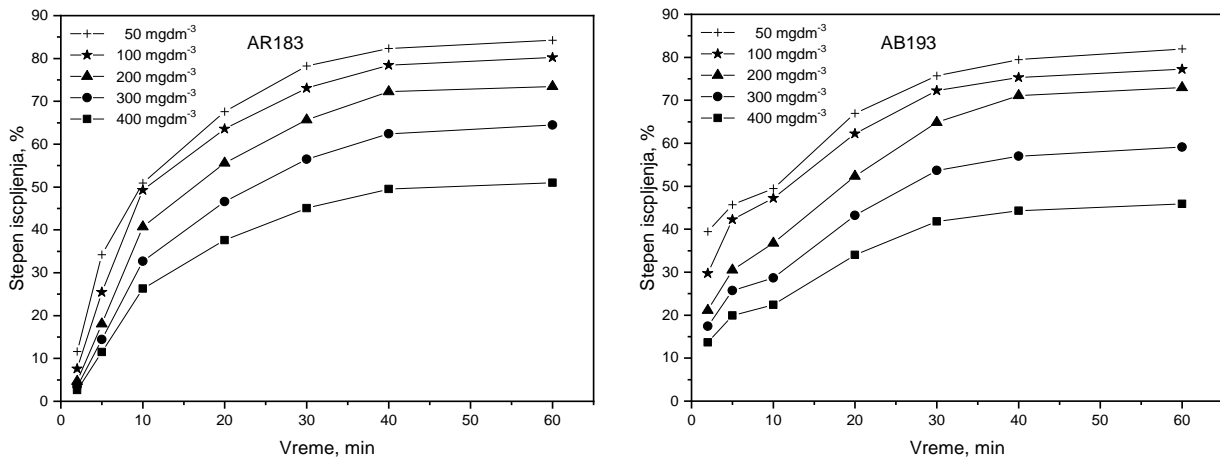 90
80
70
60
50
40
30
20
10
0
Stepen iscpljenja, %
50 mgdm⁻³
100 mgdm⁻³
200 mgdm⁻³
300 mgdm⁻³
400 mgdm⁻³
AR183
0 10 20 30 40 50 60
Vreme, min
90
80
70
60
50
40
30
20
10
0
Stepen iscpljenja, %
50 mgdm⁻³
100 mgdm⁻³
200 mgdm⁻³
300 mgdm⁻³
400 mgdm⁻³
AB193
0 10 20 30 40 50 60
Vreme, min